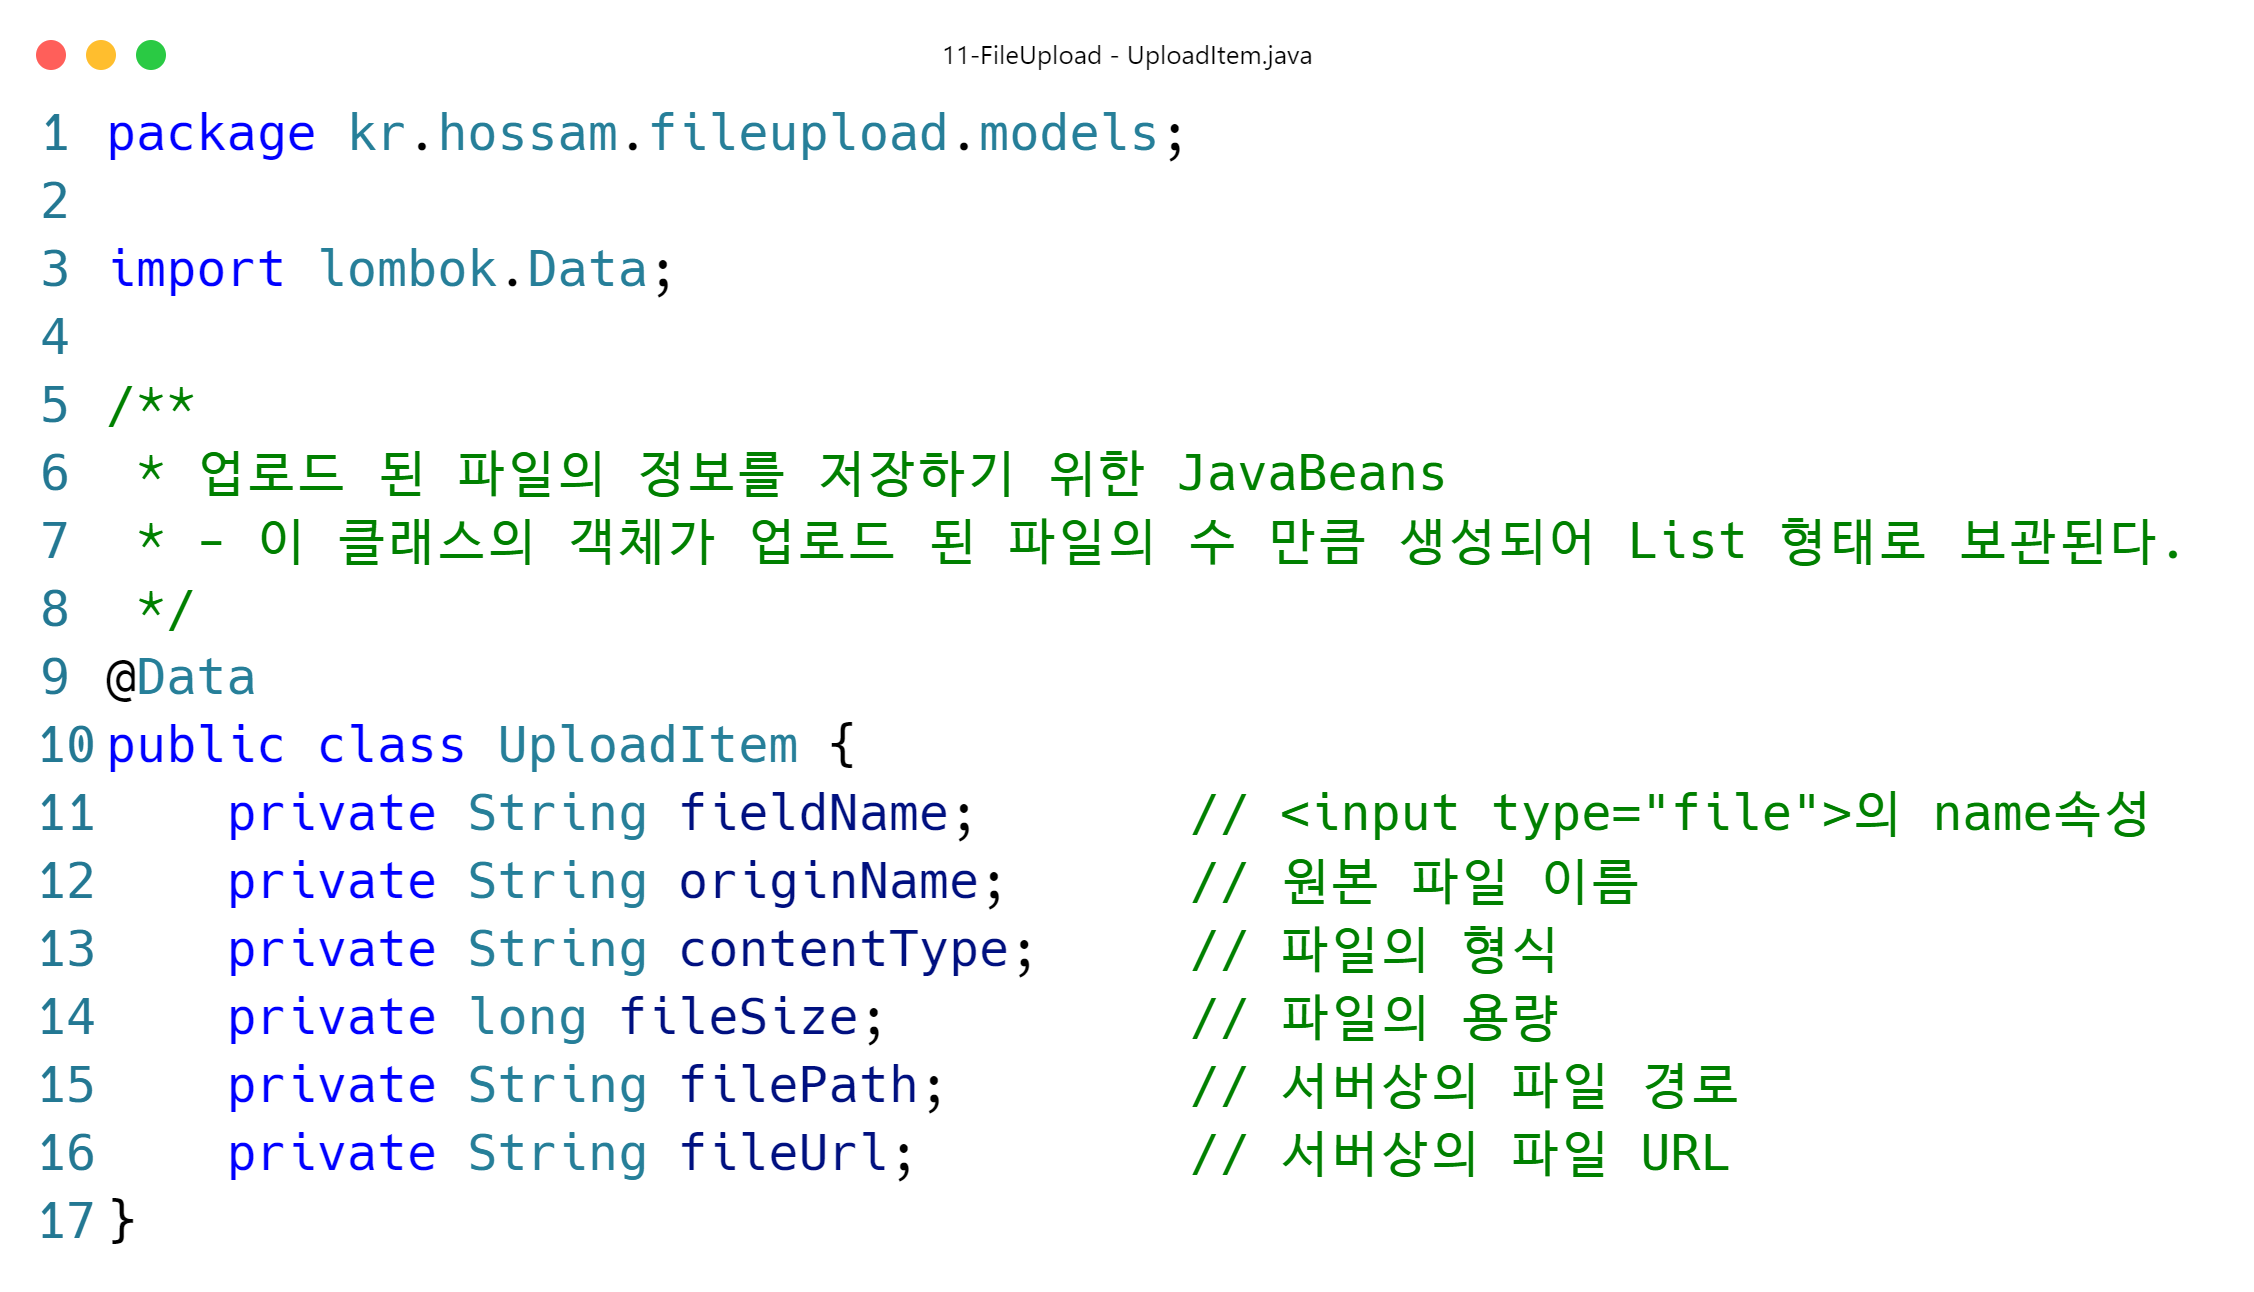 11-FileUpload - UploadItem.java
1 package kr.hossam.fileupload.models;
2
3 import lombok.Data;
4
5 /**
6  * 업로드 된 파일의 정보를 저장하기 위한 JavaBeans
7  * - 이 클래스의 객체가 업로드 된 파일의 수 만큼 생성되어 List 형태로 보관된다.
8  */
9 @Data
10 public class UploadItem {
11     private String fieldName;       // <input type="file">의 name속성
12     private String originName;      // 원본 파일 이름
13     private String contentType;     // 파일의 형식
14     private long fileSize;          // 파일의 용량
15     private String filePath;        // 서버상의 파일 경로
16     private String fileUrl;         // 서버상의 파일 URL
17 }